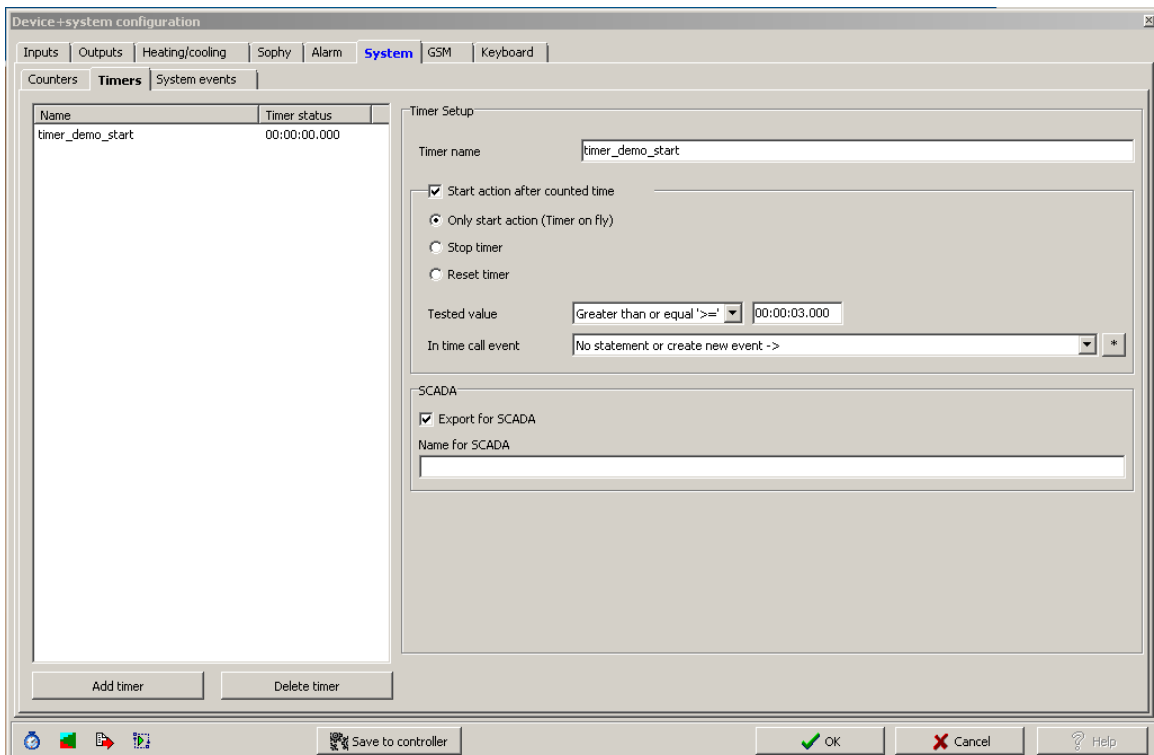 Device+system configuration
Inputs Outputs Heating/cooling Sophy Alarm System GSM Keyboard
Counters Timers System events
Name Timer status
timer_demo_start 00:00:00.000
Timer Setup
Timer name timer_demo_start
Start action after counted time
Only start action (Timer on fly)
Stop timer
Reset timer
Tested value Greater than or equal '>=' 00:00:03.000
In time call event No statement or create new event -> *
SCADA
Export for SCADA
Name for SCADA
Add timer Delete timer
Save to controller OK Cancel Help